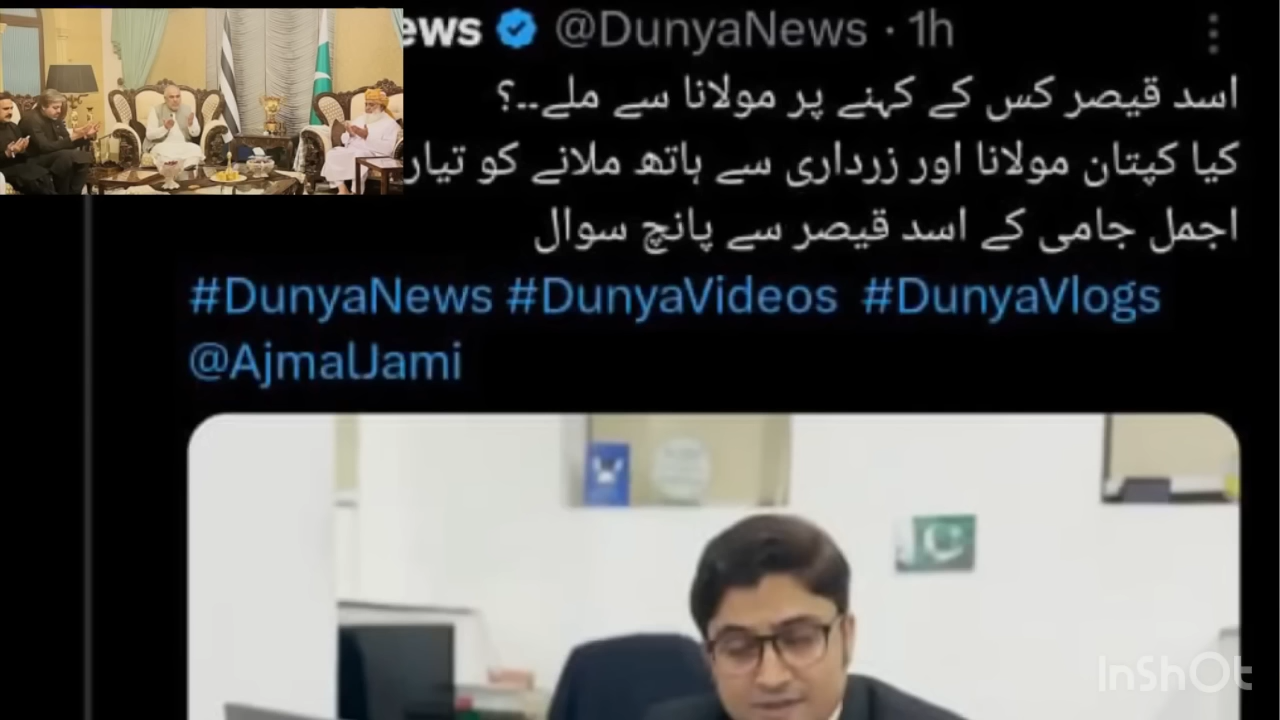 ews @DunyaNews · 1h
اسد قیصر کس کے کہنے پر مولانا سے ملے۔۔؟
کیا کپتان مولانا اور زرداری سے ہاتھ ملانے کو تیار
اجمل جامی کے اسد قیصر سے پانچ سوال
#DunyaNews #DunyaVideos #DunyaVlogs
@AjmalJami
InShOt